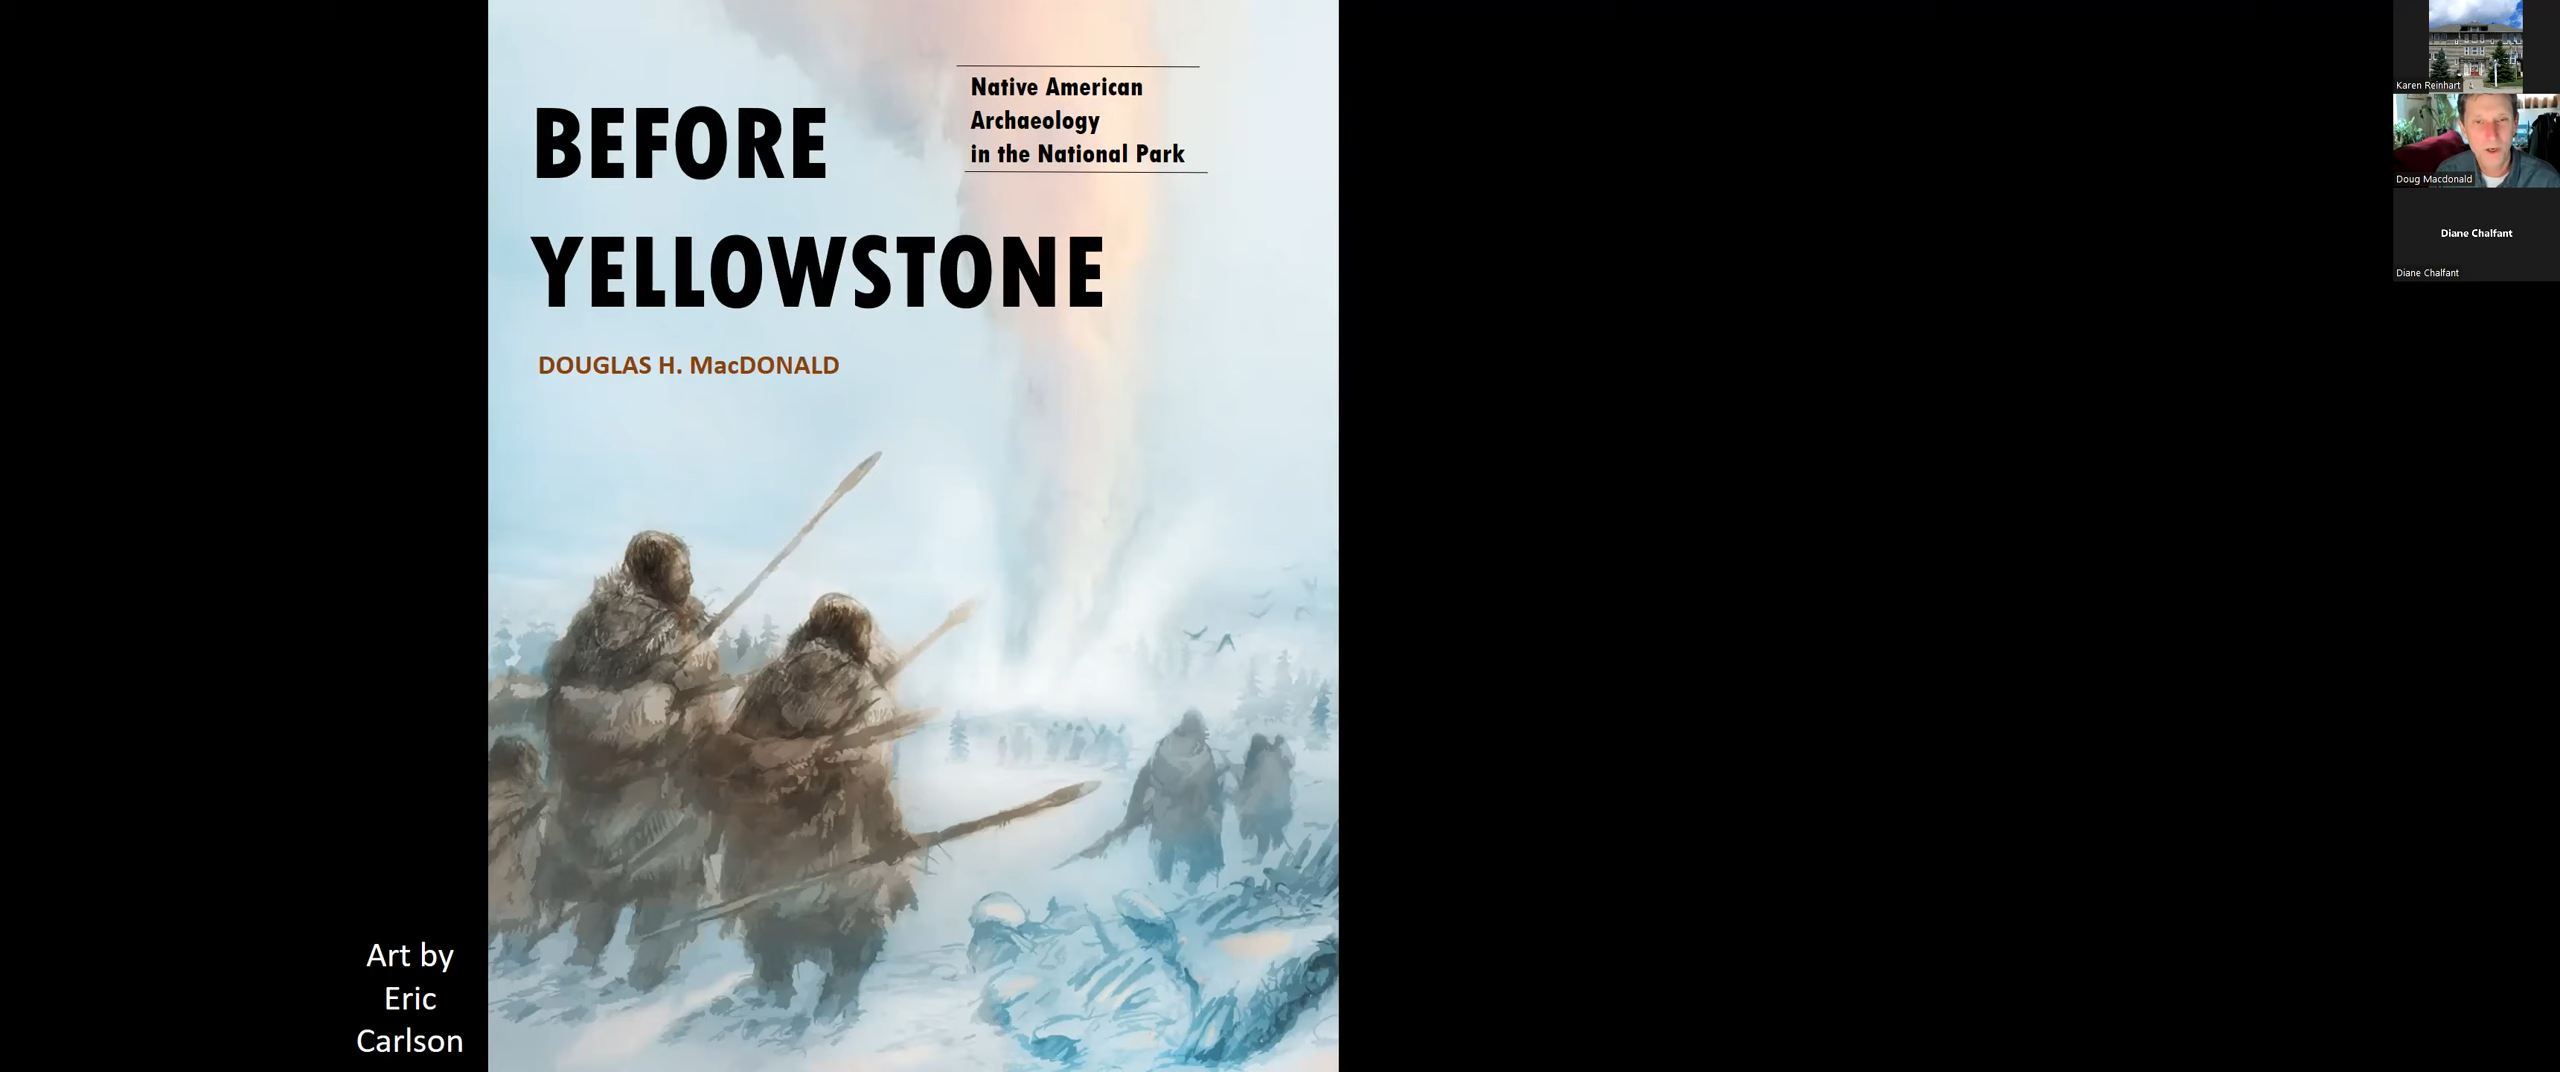 BEFORE
YELLOWSTONE
Native American
Archaeology
in the National Park
DOUGLAS H. MacDONALD
Art by
Eric
Carlson
Karen Reinhart
Doug Macdonald
Diane Chalfant
Diane Chalfant